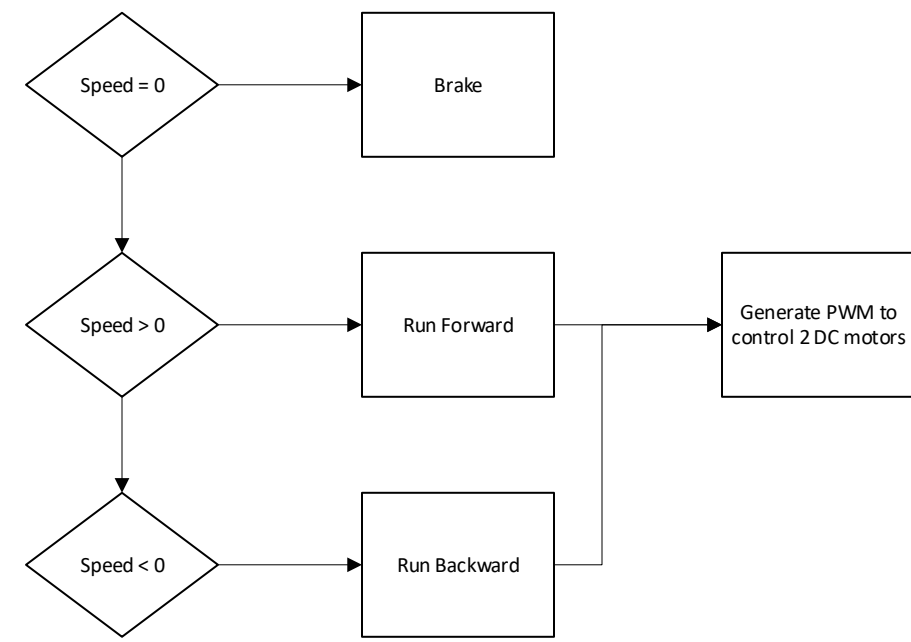 Speed = 0
Brake
Speed > 0
Run Forward
Generate PWM to
control 2 DC motors
Speed < 0
Run Backward